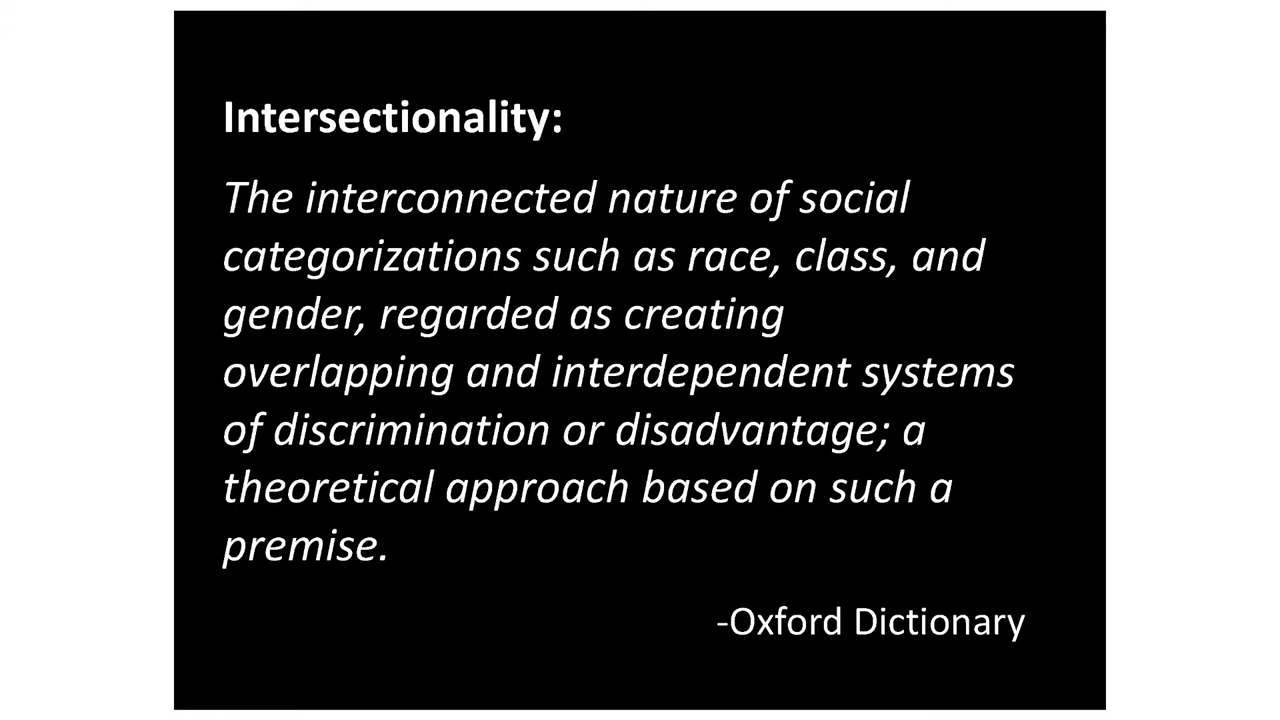 Intersectionality:
The interconnected nature of social
categorizations such as race, class, and
gender, regarded as creating
overlapping and interdependent systems
of discrimination or disadvantage; a
theoretical approach based on such a
premise.
-Oxford Dictionary